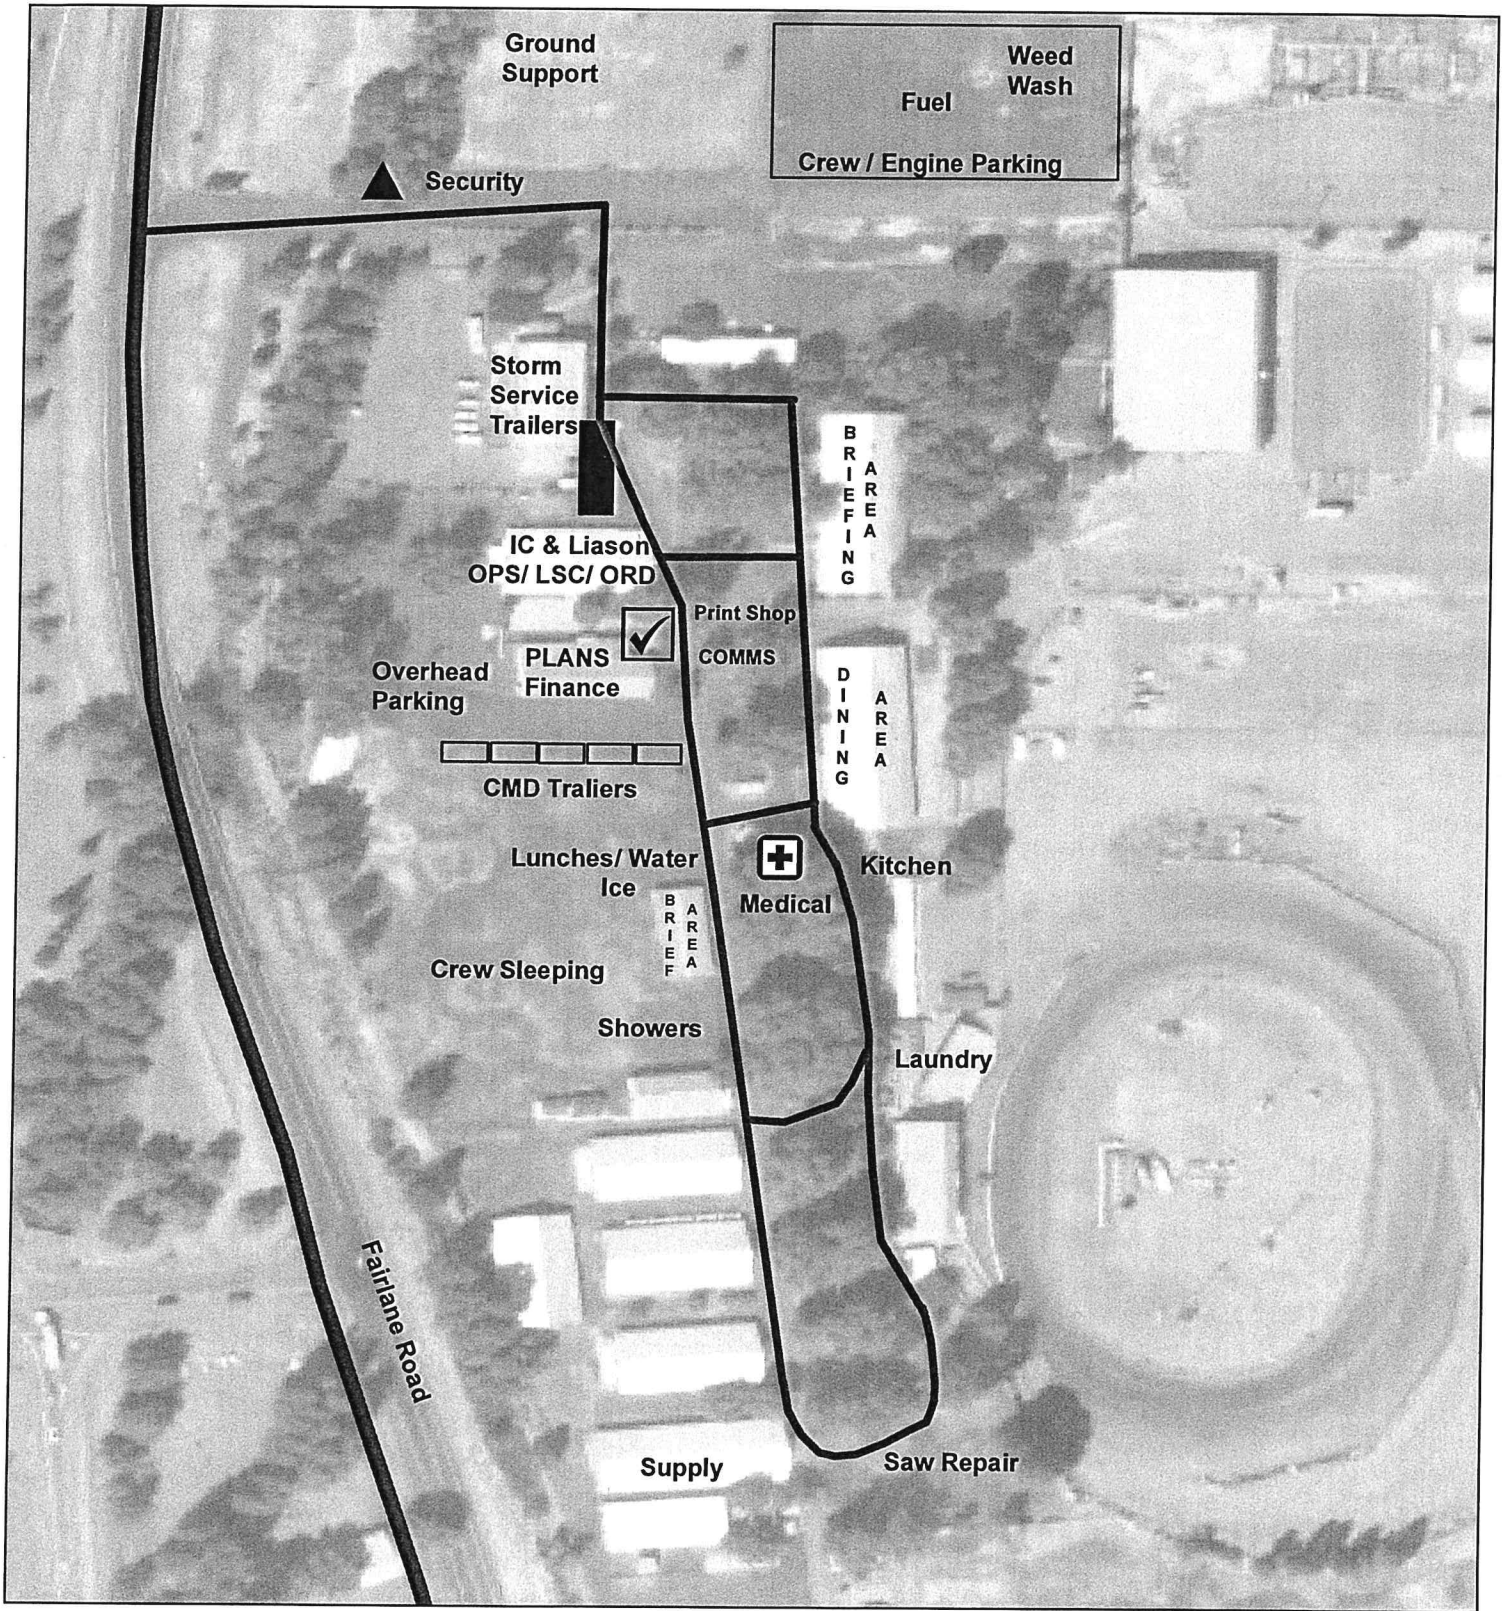 Ground
Support
Weed
Wash
Fuel
Crew / Engine Parking
Security
Storm
Service
Trailers
BRIEFING
AREA
IC & Liason
OPS/ LSC/ ORD
Print Shop
COMMS
PLANS
Finance
Overhead
Parking
DINING
AREA
CMD Traliers
Lunches/ Water
Ice
Kitchen
Medical
BRIEF
AREA
Crew Sleeping
Showers
Laundry
Fairlane Road
Supply
Saw Repair